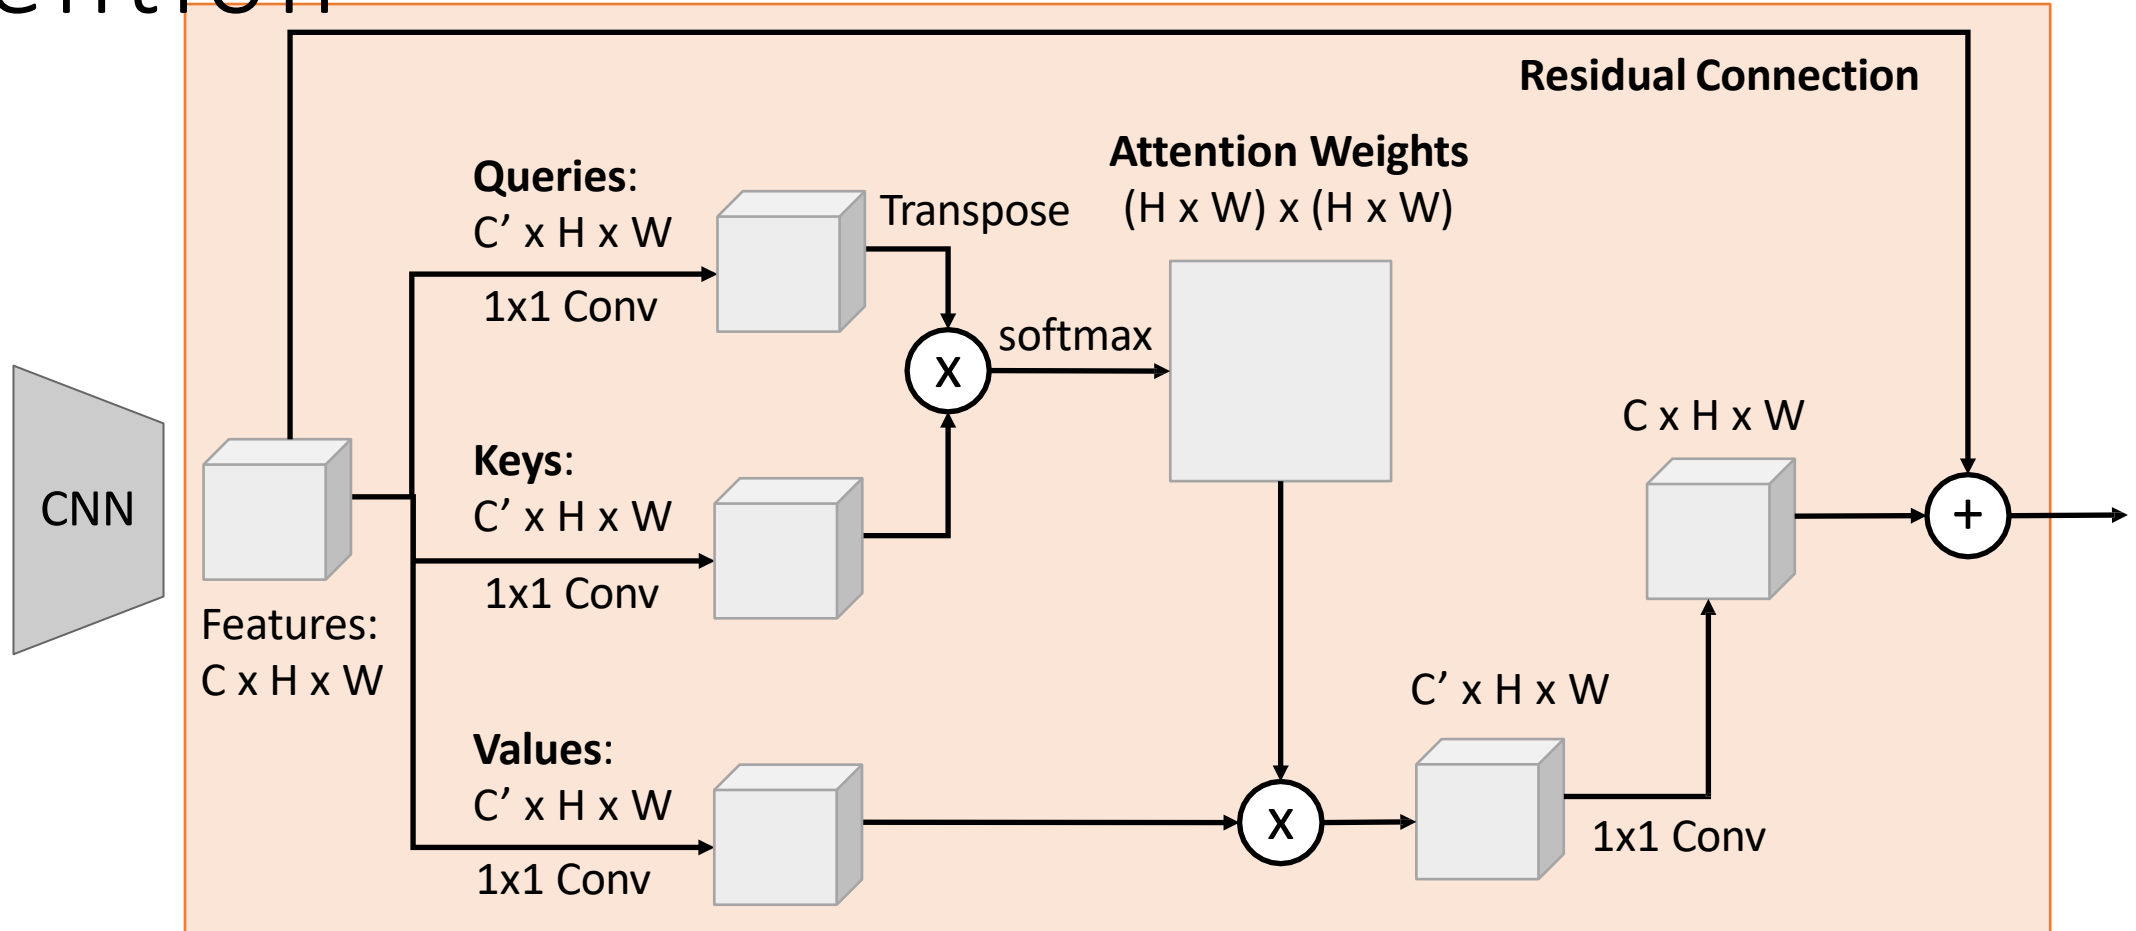 Residual Connection
Attention Weights
(H x W) x (H x W)
Queries:
C’ x H x W
Transpose
1x1 Conv
softmax
X
C x H x W
Keys:
C’ x H x W
CNN
+
1x1 Conv
Features:
C x H x W
C’ x H x W
Values:
C’ x H x W
X
1x1 Conv
1x1 Conv